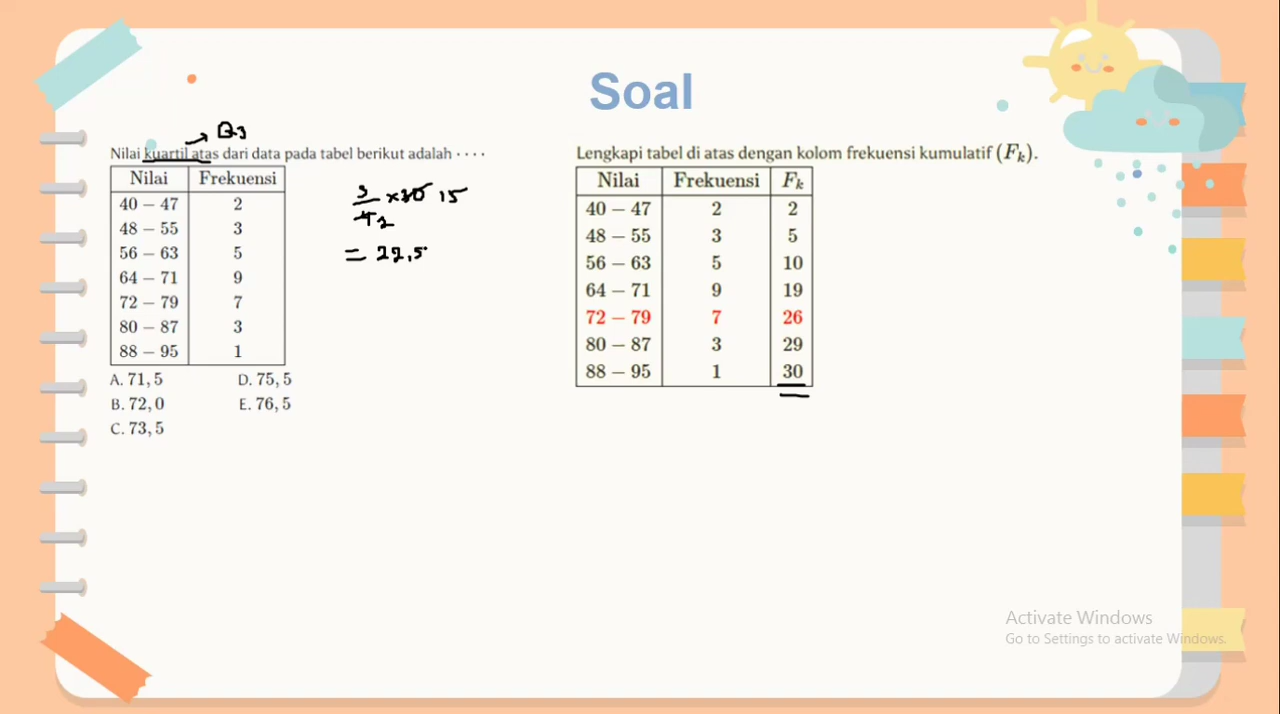 Soal
Q3
Nilai kuartil atas dari data pada tabel berikut adalah ····
Nilai Frekuensi
40 – 47 2
48 – 55 3
56 – 63 5
64 – 71 9
72 – 79 7
80 – 87 3
88 – 95 1
A. 71, 5 D. 75, 5
B. 72, 0 E. 76, 5
C. 73, 5
3/4 × 30 15
2
= 22,5
Lengkapi tabel di atas dengan kolom frekuensi kumulatif (Fk).
Nilai Frekuensi Fk
40 – 47 2 2
48 – 55 3 5
56 – 63 5 10
64 – 71 9 19
72 – 79 7 26
80 – 87 3 29
88 – 95 1 30
Activate Windows
Go to Settings to activate Windows.